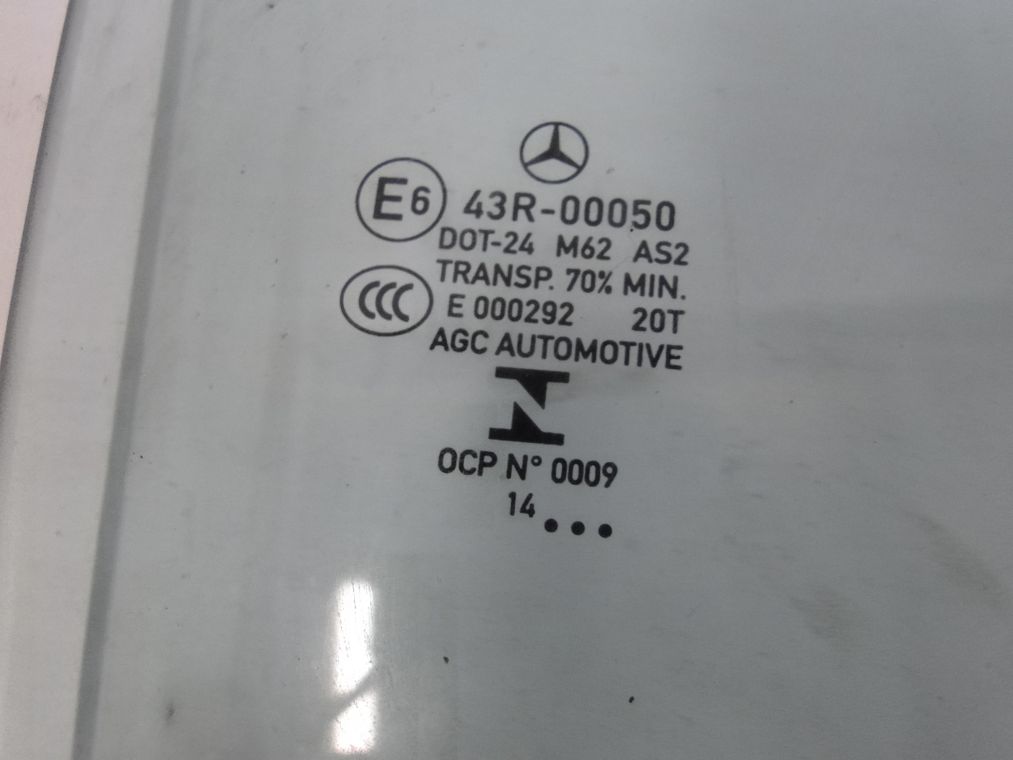 E6 43R-00050
DOT-24 M62 AS2
TRANSP. 70% MIN.
CCC E 000292 20T
AGC AUTOMOTIVE
OCP N° 0009
14 •••